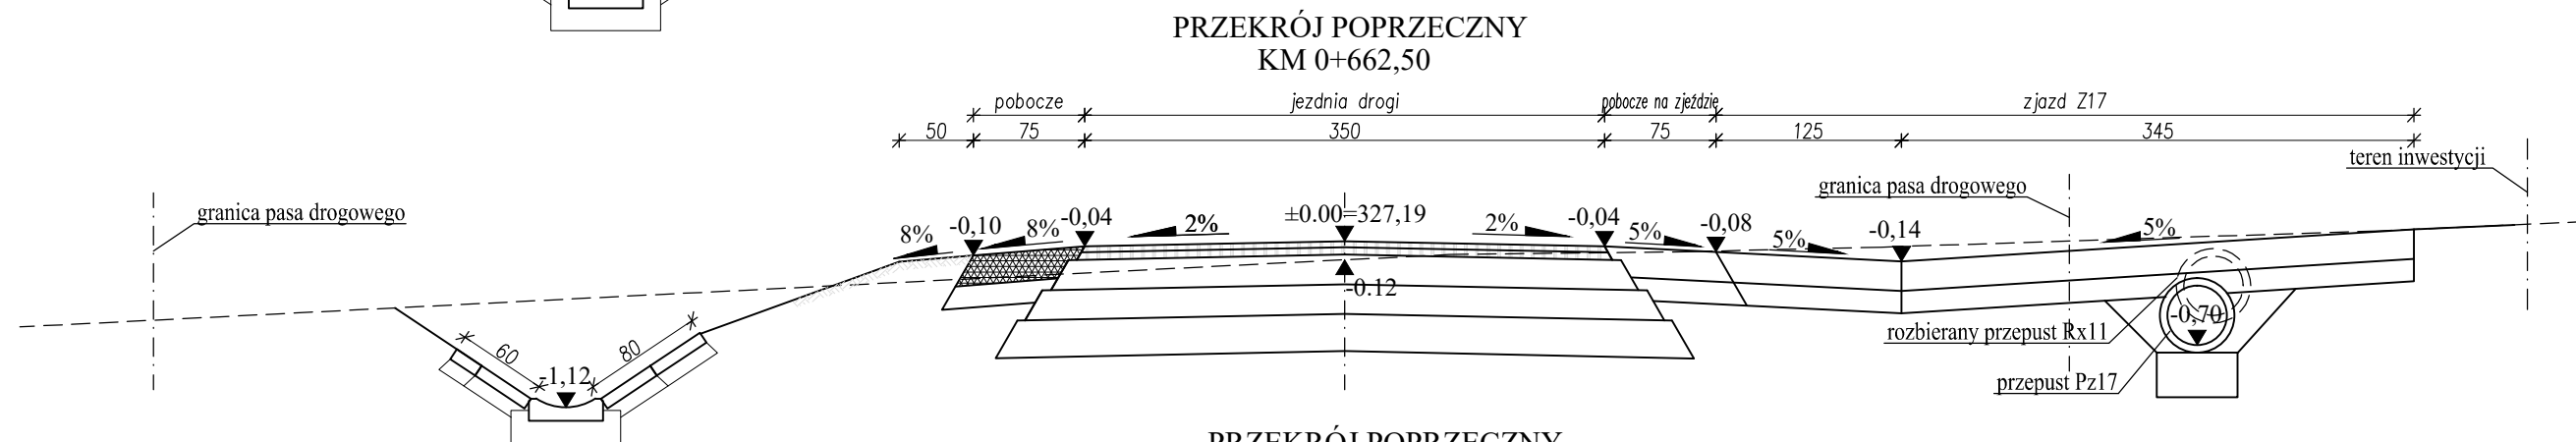 PRZEKRÓJ POPRZECZNY
KM 0+662,50
pobocze jezdnia drogi pobocze na zjeździe zjazd Z17
50 75 350 75 125 345
teren inwestycji
granica pasa drogowego
granica pasa drogowego
8% -0,10 8% -0,04 2% ±0.00=327,19 2% -0,04 5% -0,08 5% -0,14 5%
-0.12
-0,70
rozbierany przepust Rx11
60 80
-1,12
przepust Pz17
PRZEKRÓJ POPRZECZNY